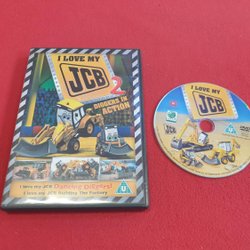 I LOVE MY
JCB
2
DIGGERS IN
ACTION
I love my JCB Dancing Diggers!
I love my JCB Building The Factory
U
I LOVE MY
JCB
JCB